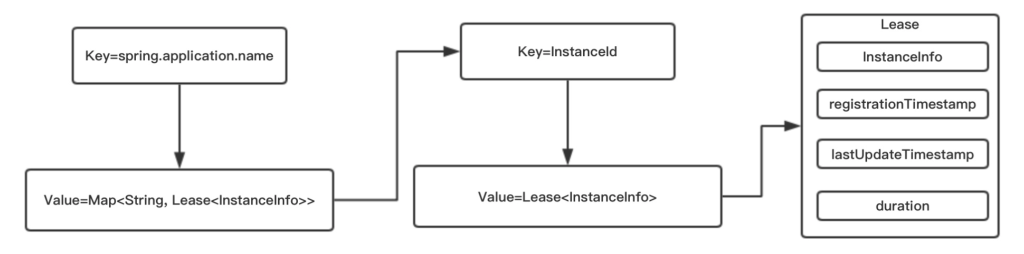 Key=spring.application.name
Value=Map<String, Lease<InstanceInfo>>
Key=InstanceId
Value=Lease<InstanceInfo>
Lease
InstanceInfo
registrationTimestamp
lastUpdateTimestamp
duration